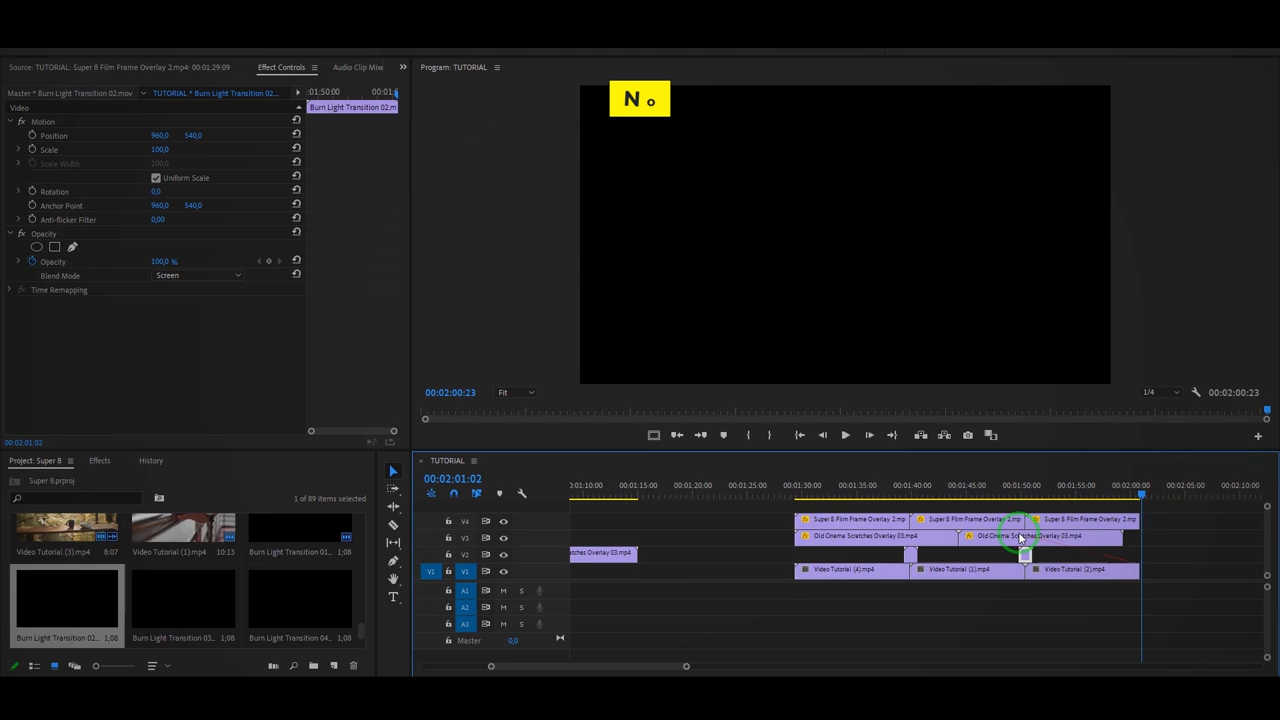 Source: TUTORIAL: Super 8 Film Frame Overlay 2.mp4: 00:01:29:09
Effect Controls
Audio Clip Mix
Program: TUTORIAL
Master * Burn Light Transition 02.mov
TUTORIAL * Burn Light Transition 02...
:01:50:00
00:01:
N o
Video
Burn Light Transition 02.m
fx Motion
Position 960,0 540,0
Scale 100,0
Scale Width 100,0
Uniform Scale
Rotation 0,0
Anchor Point 960,0 540,0
Anti-flicker Filter 0,00
fx Opacity
Opacity 100,0 %
Blend Mode Screen
fx Time Remapping
00:02:00:23
Fit
1/4
00:02:00:23
00:02:01:02
Project: Super 8
Effects
History
Super 8.prproj
1 of 89 items selected
Video Tutorial (3).mp4 8:07
Video Tutorial (1).mp4 10:13
Burn Light Transition 01... 1;08
Burn Light Transition 02... 1;08
Burn Light Transition 03... 1;08
Burn Light Transition 04... 1;08
× TUTORIAL
00:02:01:02
0:01:10:00 00:01:15:00 00:01:20:00 00:01:25:00 00:01:30:00 00:01:35:00 00:01:40:00 00:01:45:00 00:01:50:00 00:01:55:00 00:02:00:00 00:02:05:00 00:02:10:00
V4 fx Super 8 Film Frame Overlay 2.mp fx Super 8 Film Frame Overlay 2.mp fx Super 8 Film Frame Overlay 2.mp
V3 fx Old Cinema Scratches Overlay 03.mp4 fx Old Cinema Scratches Overlay 03.mp4
V2 atches Overlay 03.mp4
V1 V1 Video Tutorial (4).mp4 Video Tutorial (1).mp4 Video Tutorial (2).mp4
A1 M S
A2 M S
A3 M S
Master 0,0